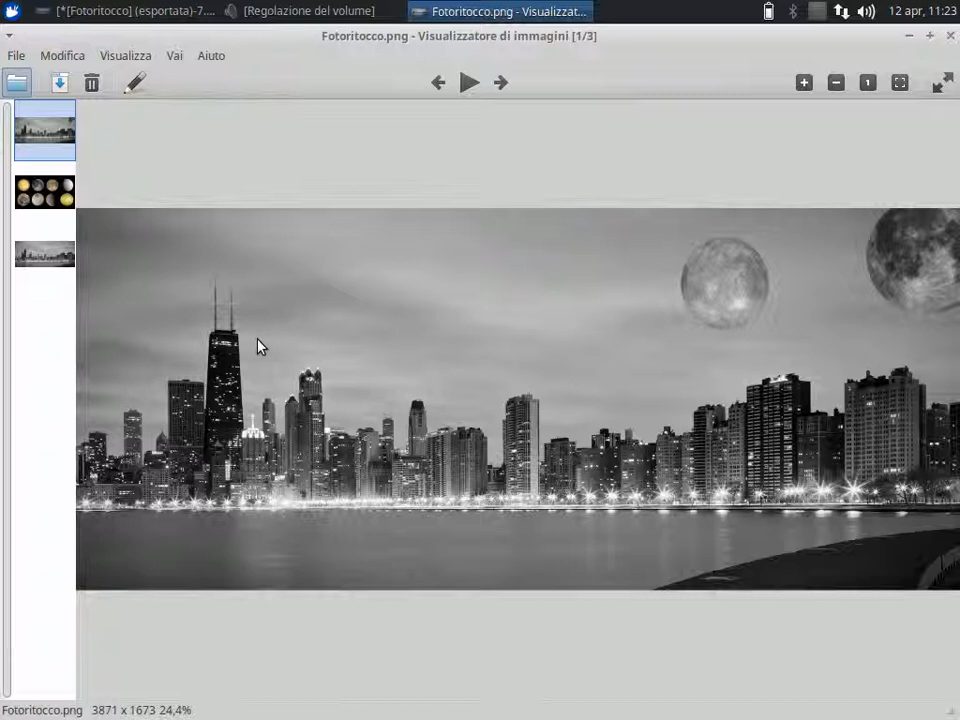 [*[Fotoritocco] (esportata)-7.... [Regolazione del volume] Fotoritocco.png - Visualizzat... 12 apr, 11:23
Fotoritocco.png - Visualizzatore di immagini [1/3]
File Modifica Visualizza Vai Aiuto
1
Fotoritocco.png 3871 x 1673 24,4%